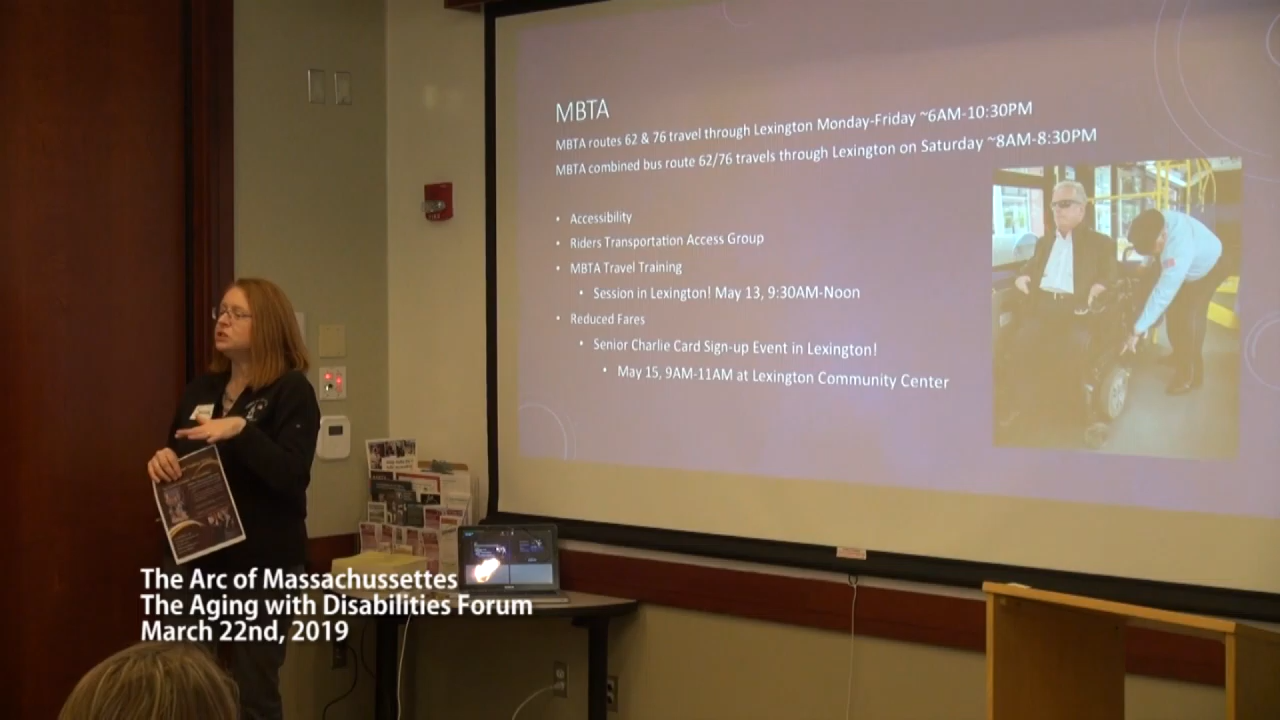 MBTA
MBTA routes 62 & 76 travel through Lexington Monday-Friday ~6AM-10:30PM
MBTA combined bus route 62/76 travels through Lexington on Saturday ~8AM-8:30PM
• Accessibility
• Riders Transportation Access Group
• MBTA Travel Training
• Session in Lexington! May 13, 9:30AM-Noon
• Reduced Fares
• Senior Charlie Card Sign-up Event in Lexington!
• May 15, 9AM-11AM at Lexington Community Center
The Arc of Massachussettes
The Aging with Disabilities Forum
March 22nd, 2019